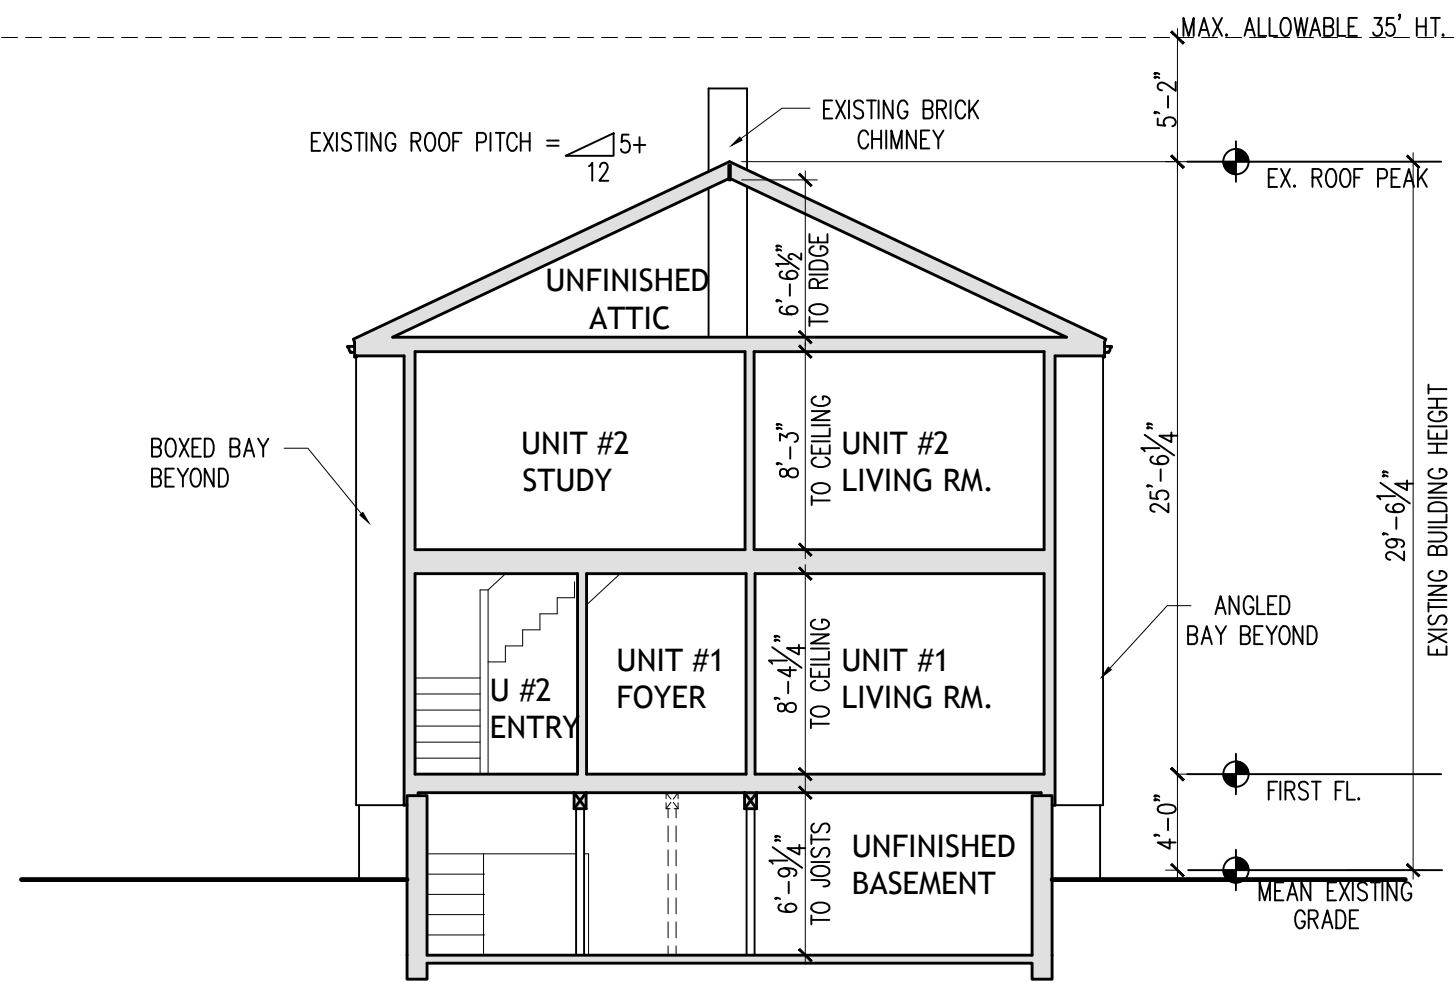 MAX. ALLOWABLE 35' HT.
5'-2"
EXISTING BRICK
CHIMNEY
EXISTING ROOF PITCH =
5+
12
EX. ROOF PEAK
6'-6½"
TO RIDGE
UNFINISHED
ATTIC
BOXED BAY
BEYOND
UNIT #2
STUDY
8'-3"
TO CEILING
UNIT #2
LIVING RM.
25'-6¼"
29'-6¼"
EXISTING BUILDING HEIGHT
ANGLED
BAY BEYOND
U #2
ENTRY
UNIT #1
FOYER
8'-4¼"
TO CEILING
UNIT #1
LIVING RM.
FIRST FL.
4'-0"
6'-9¼"
TO JOISTS
UNFINISHED
BASEMENT
MEAN EXISTING
GRADE